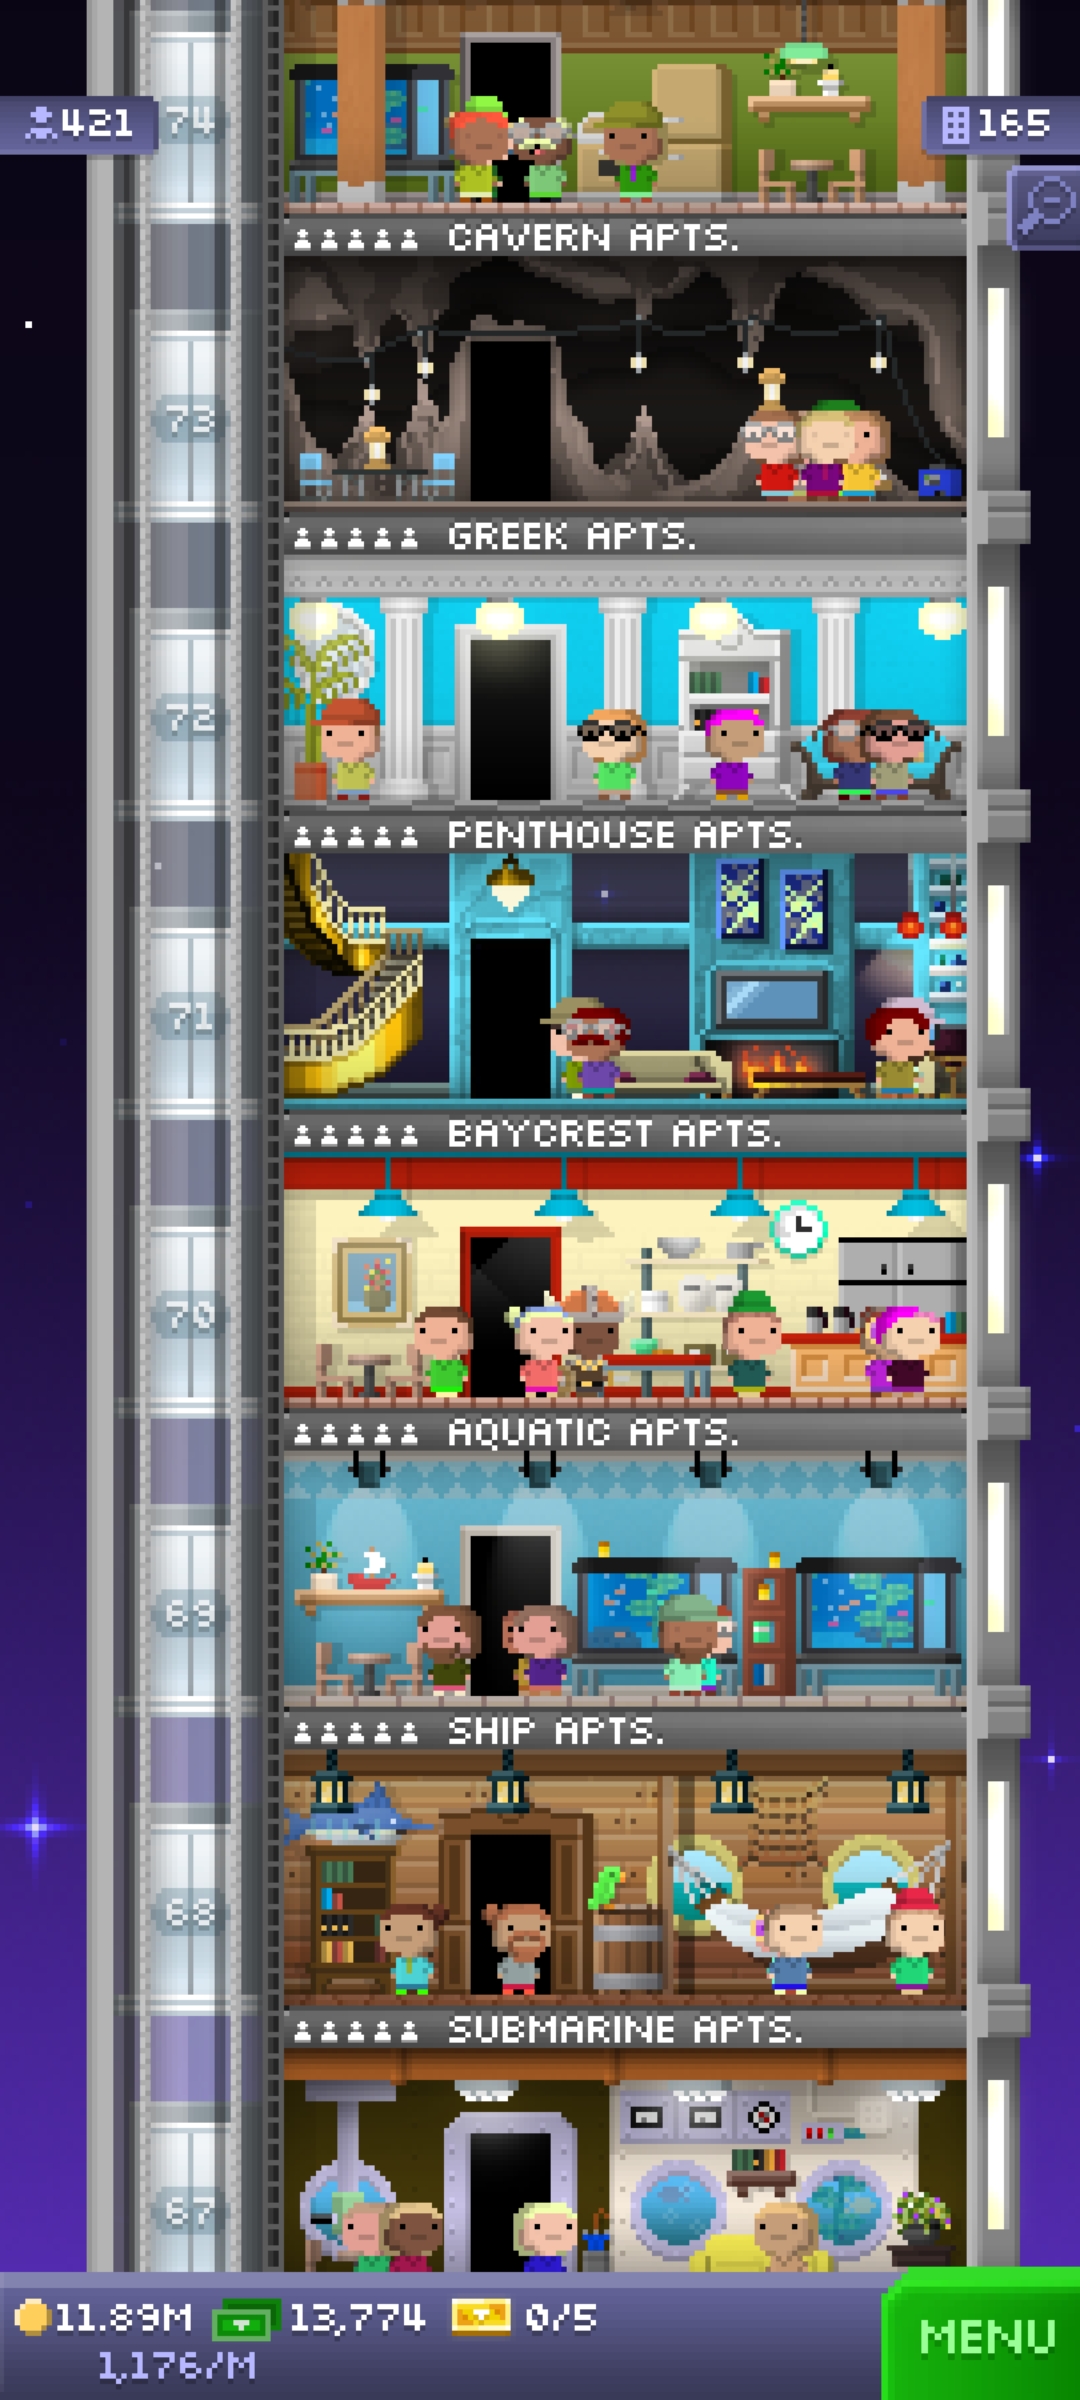 74
421
165
CAVERN APTS.
73
GREEK APTS.
72
PENTHOUSE APTS.
71
BAYCREST APTS.
70
AQUATIC APTS.
69
SHIP APTS.
68
SUBMARINE APTS.
67
11.89M 13,774 0/5
1,176/M
MENU